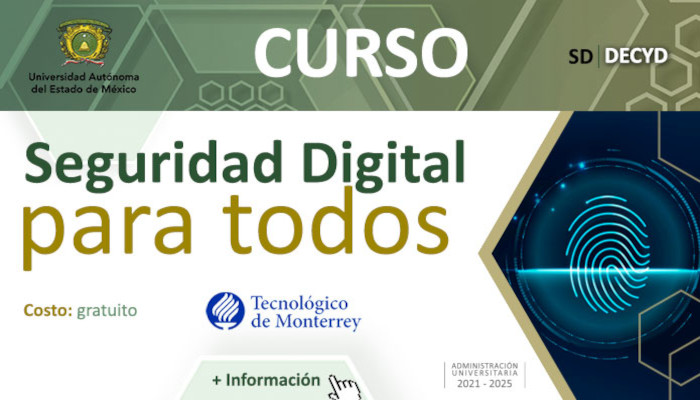 CURSO
SD | DECYD
Universidad Autónoma
del Estado de México
Seguridad Digital
para todos
Costo: gratuito
Tecnológico
de Monterrey
+ Información
ADMINISTRACIÓN
UNIVERSITARIA
2021 - 2025